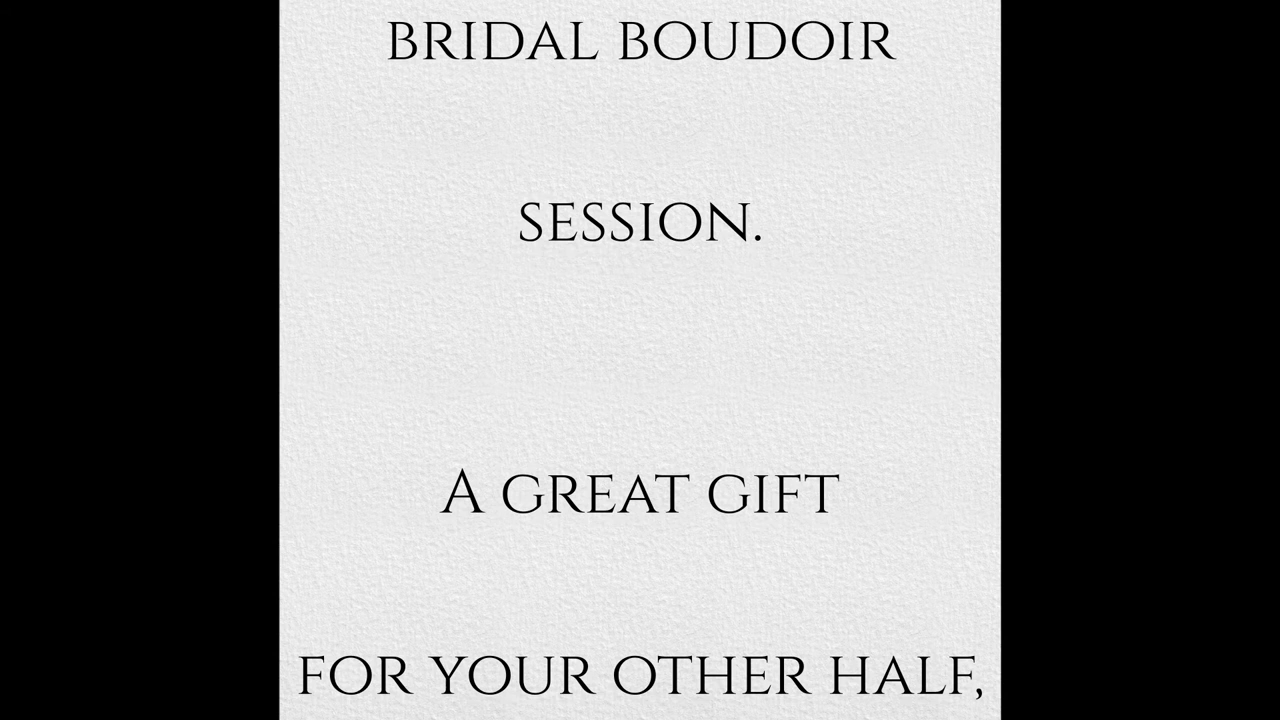 BRIDAL BOUDOIR
SESSION.
A GREAT GIFT
FOR YOUR OTHER HALF,